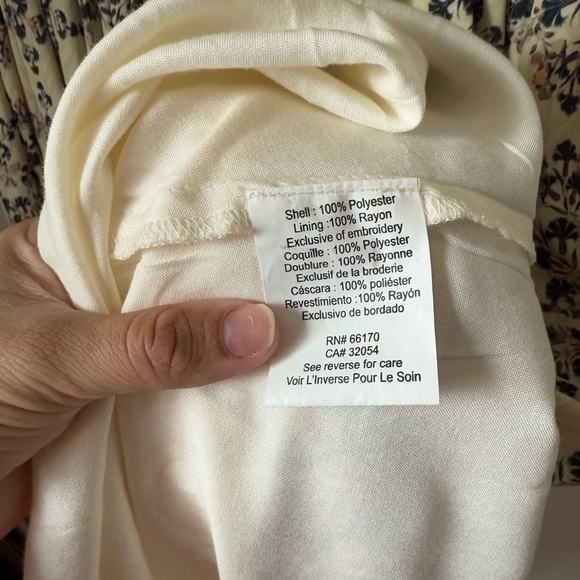 Shell : 100% Polyester
Lining :100% Rayon
Exclusive of embroidery
Coquille : 100% Polyester
Doublure : 100% Rayonne
Exclusif de la broderie
Cáscara : 100% poliéster
Revestimiento :100% Rayón
Exclusivo de bordado
RN# 66170
CA# 32054
See reverse for care
Voir L'Inverse Pour Le Soin